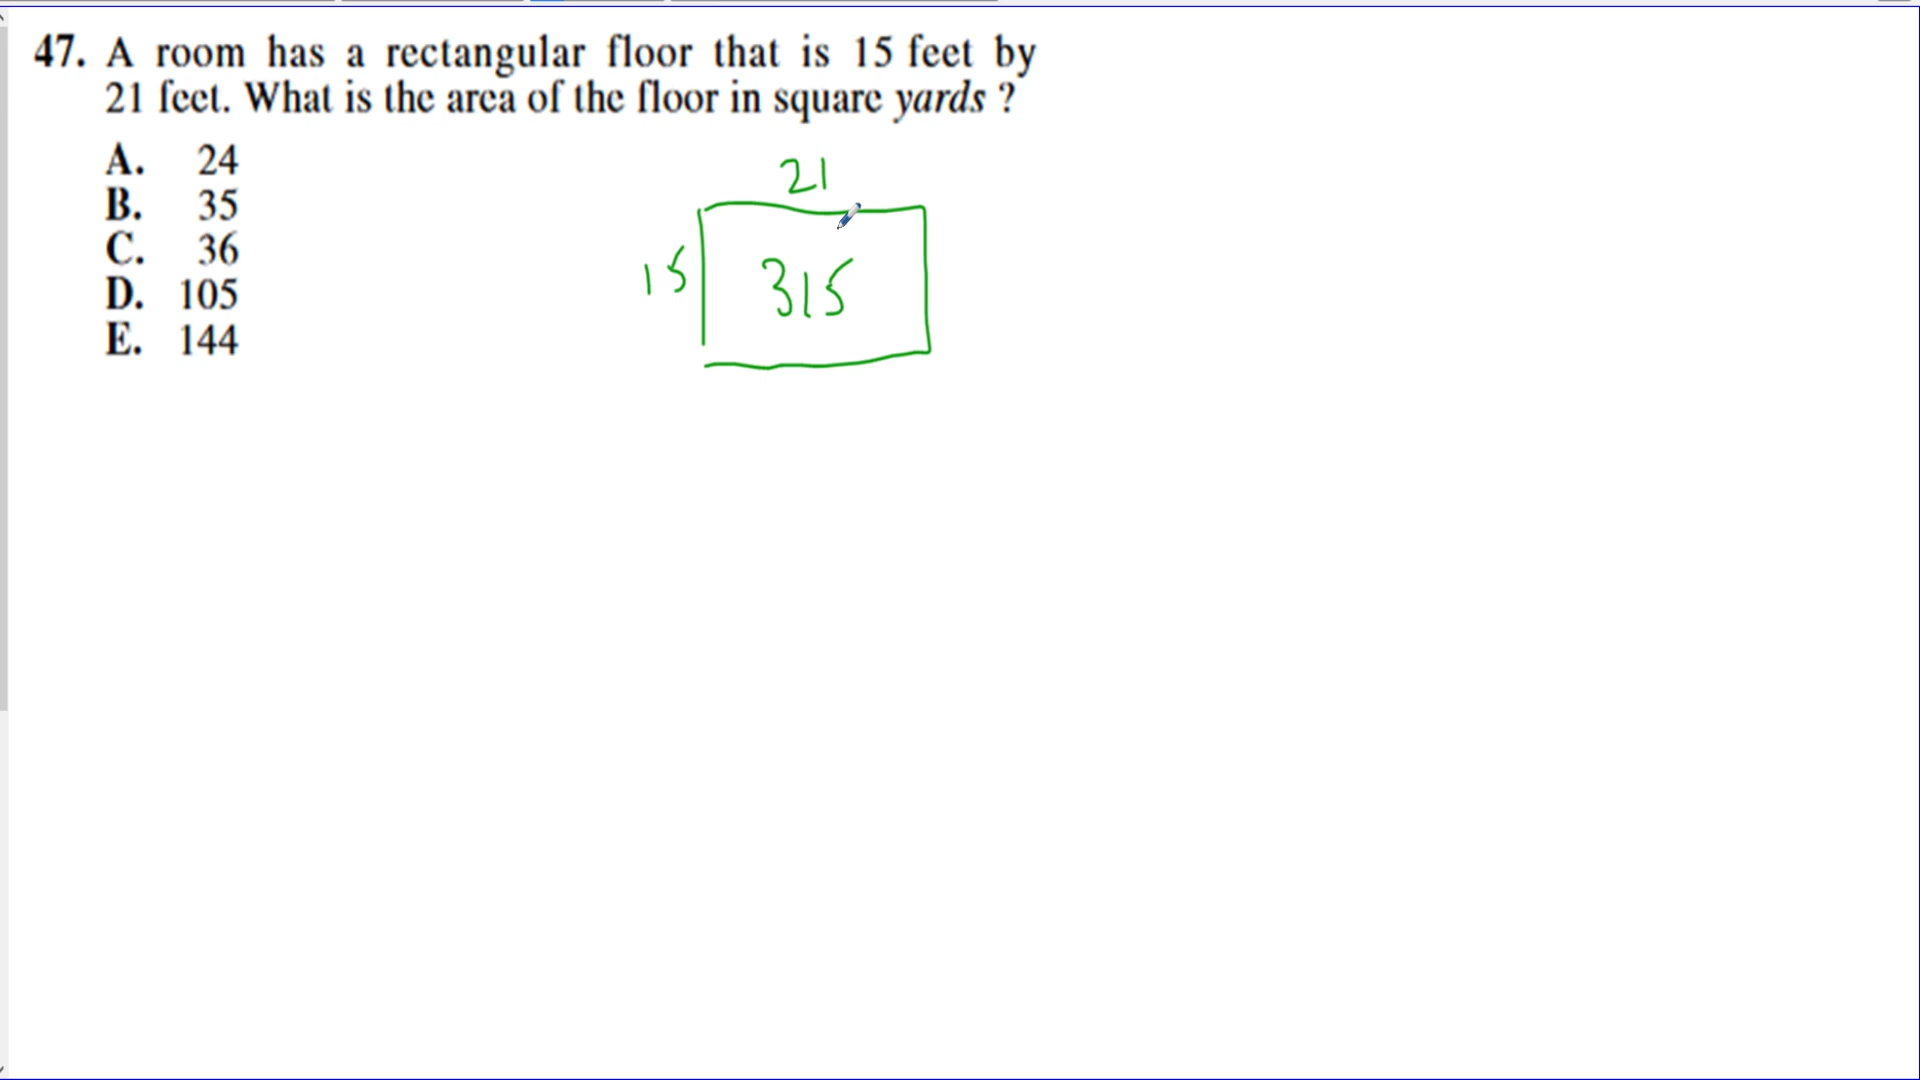 47. A room has a rectangular floor that is 15 feet by
21 feet. What is the area of the floor in square yards ?
A. 24
B. 35
C. 36
D. 105
E. 144
21
15
315